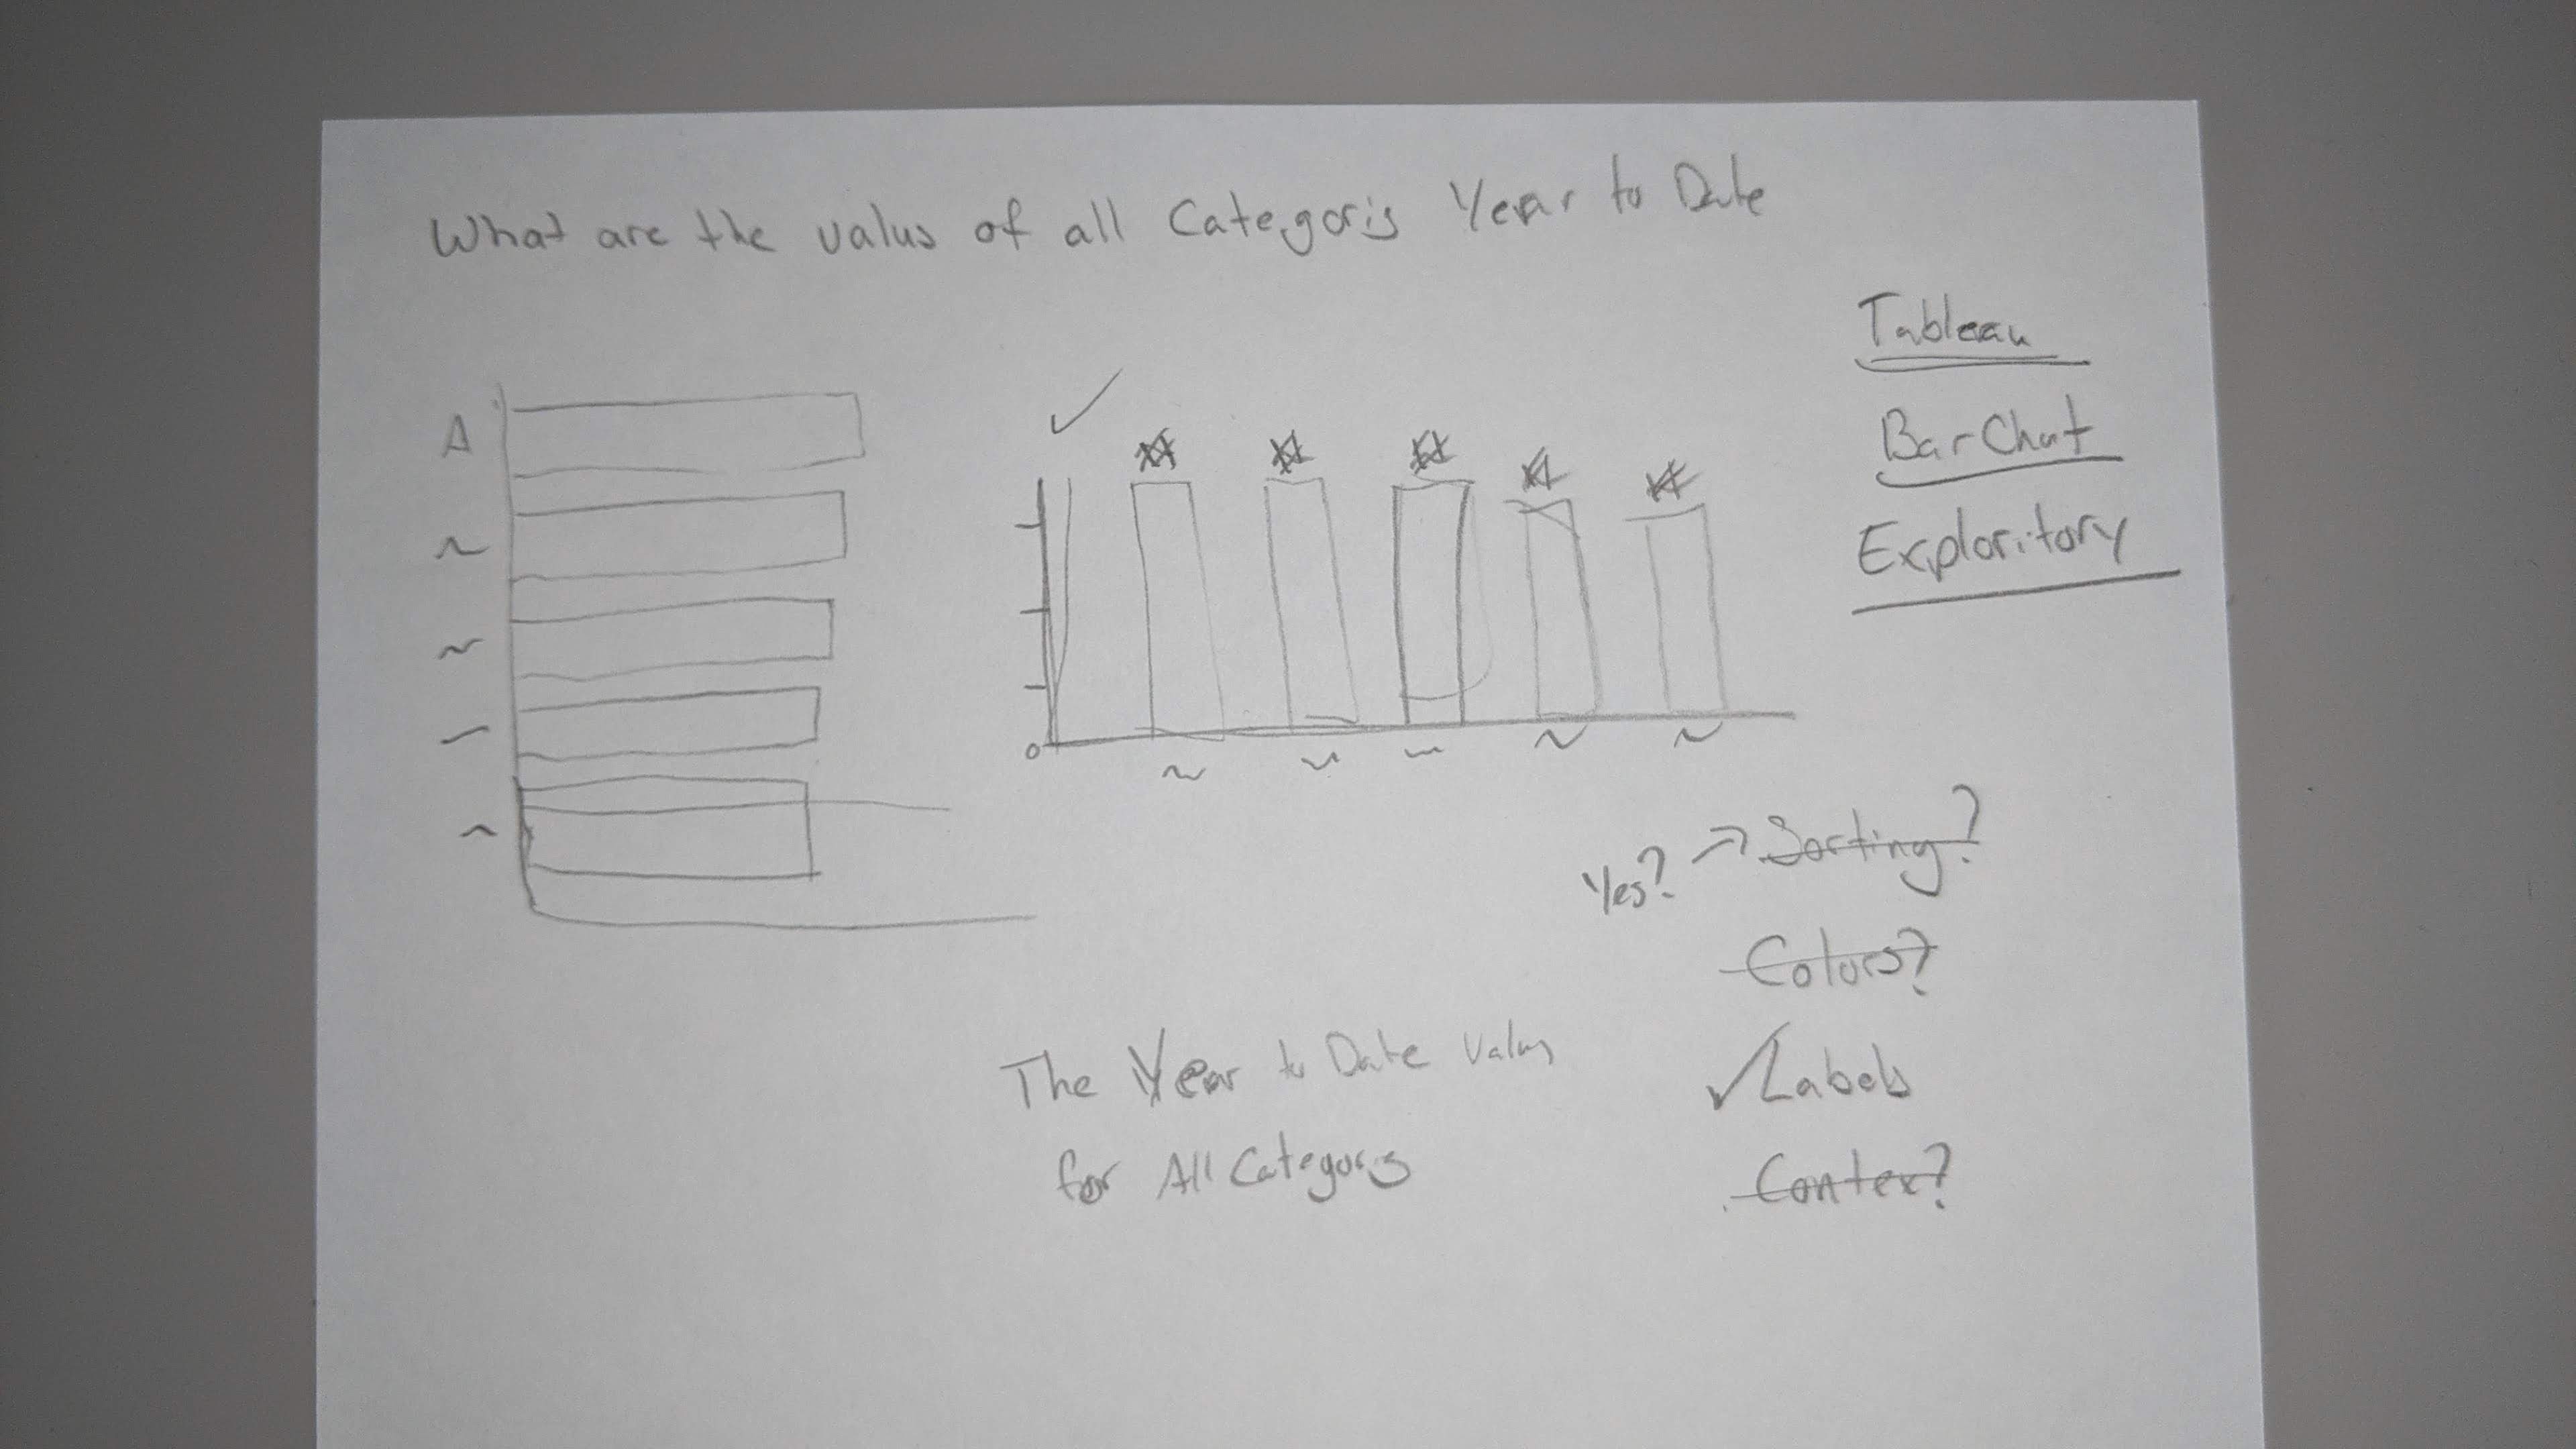 What are the valus of all Categoris Year to Date
Tableau
Bar Chart
Exploritory
A
0
Yes? → Sorting?
Colors?
✓Labels
Contex?
The Year to Date Valus
for All Categoris